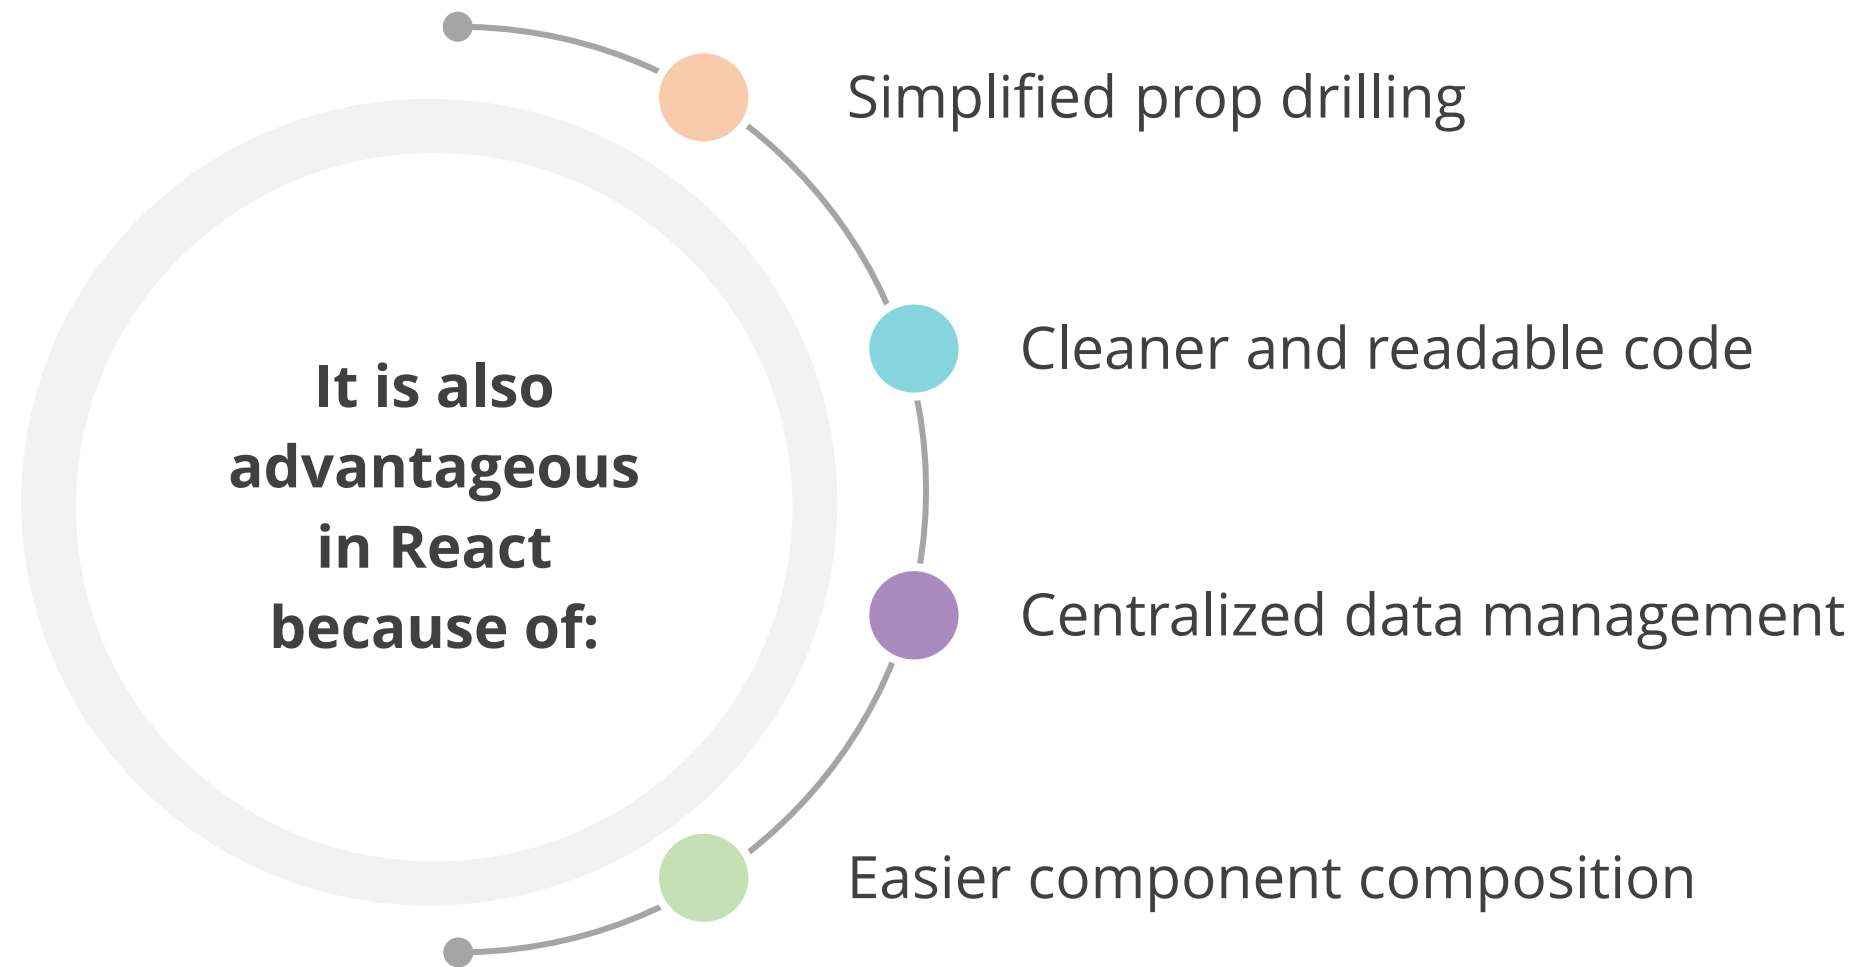 It is also
advantageous
in React
because of:
Simplified prop drilling
Cleaner and readable code
Centralized data management
Easier component composition